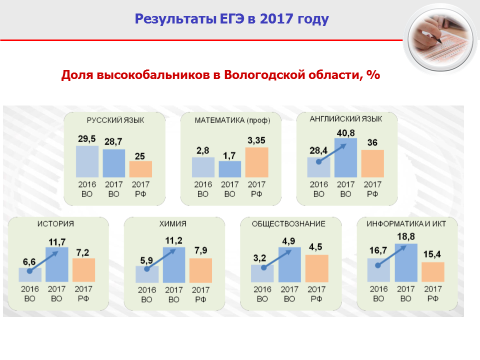 Результаты ЕГЭ в 2017 году
Доля высокобальников в Вологодской области, %
РУССКИЙ ЯЗЫК
29,5 28,7 25
2016 2017 2017
ВО ВО РФ
МАТЕМАТИКА (проф)
2,8 1,7 3,35
2016 2017 2017
ВО ВО РФ
АНГЛИЙСКИЙ ЯЗЫК
28,4 40,8 36
2016 2017 2017
ВО ВО РФ
ИСТОРИЯ
6,6 11,7 7,2
2016 2017 2017
ВО ВО РФ
ХИМИЯ
5,9 11,2 7,9
2016 2017 2017
ВО ВО РФ
ОБЩЕСТВОЗНАНИЕ
3,2 4,9 4,5
2016 2017 2017
ВО ВО РФ
ИНФОРМАТИКА И ИКТ
16,7 18,8 15,4
2016 2017 2017
ВО ВО РФ